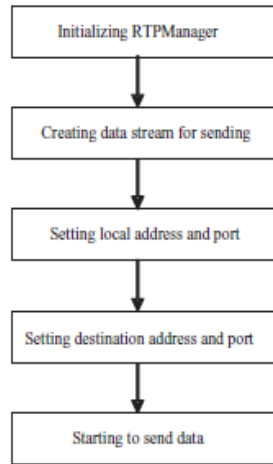 Initializing RTPManager
Creating data stream for sending
Setting local address and port
Setting destination address and port
Starting to send data